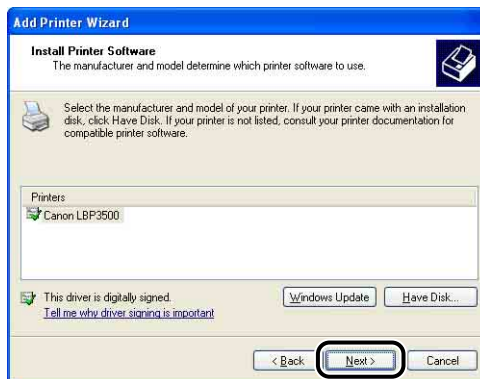 Add Printer Wizard
Install Printer Software
The manufacturer and model determine which printer software to use.
Select the manufacturer and model of your printer. If your printer came with an installation
disk, click Have Disk. If your printer is not listed, consult your printer documentation for
compatible printer software.
Printers
Canon LBP3500
This driver is digitally signed.
Tell me why driver signing is important
Windows Update
Have Disk...
< Back
Next >
Cancel